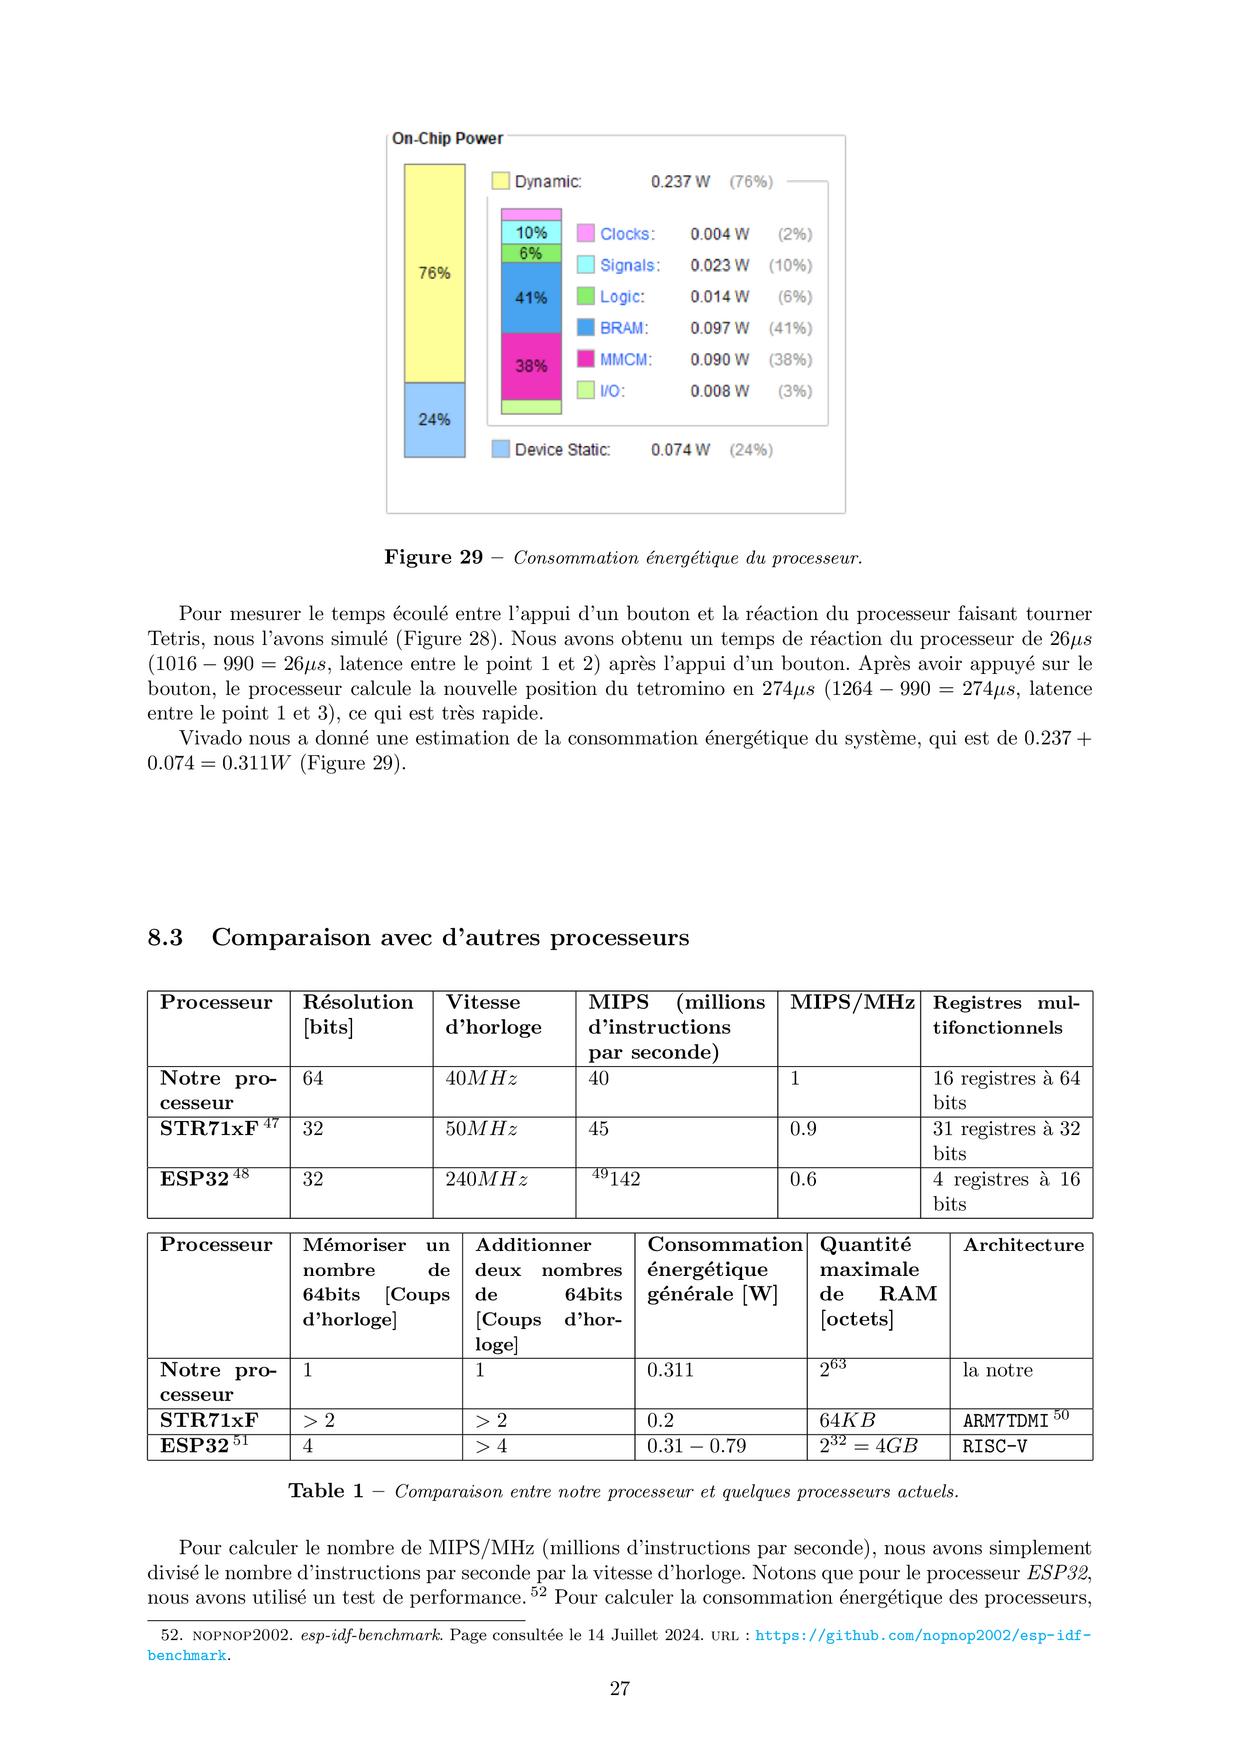 On-Chip Power
Dynamic: 0.237 W (76%)
76%
24%
10%
6%
41%
38%
Clocks: 0.004 W (2%)
Signals: 0.023 W (10%)
Logic: 0.014 W (6%)
BRAM: 0.097 W (41%)
MMCM: 0.090 W (38%)
I/O: 0.008 W (3%)
Device Static: 0.074 W (24%)
Figure 29 – Consommation énergétique du processeur.
Pour mesurer le temps écoulé entre l'appui d'un bouton et la réaction du processeur faisant tourner
Tetris, nous l'avons simulé (Figure 28). Nous avons obtenu un temps de réaction du processeur de 26μs
(1016 − 990 = 26μs, latence entre le point 1 et 2) après l'appui d'un bouton. Après avoir appuyé sur le
bouton, le processeur calcule la nouvelle position du tetromino en 274μs (1264 − 990 = 274μs, latence
entre le point 1 et 3), ce qui est très rapide.
Vivado nous a donné une estimation de la consommation énergétique du système, qui est de 0.237 +
0.074 = 0.311W (Figure 29).
8.3 Comparaison avec d'autres processeurs
Processeur Résolution Vitesse MIPS (millions MIPS/MHz Registres mul-
[bits] d'horloge d'instructions tifonctionnels
par seconde)
Notre pro- 64 40MHz 40 1 16 registres à 64
cesseur bits
STR71xF 47 32 50MHz 45 0.9 31 registres à 32
bits
ESP32 48 32 240MHz 49 142 0.6 4 registres à 16
bits
Processeur Mémoriser un Additionner Consommation Quantité Architecture
nombre de deux nombres énergétique maximale
64bits [Coups de 64bits générale [W] de RAM
d'horloge] [Coups d'hor- [octets]
loge]
Notre pro- 1 1 0.311 2^63 la notre
cesseur
STR71xF > 2 > 2 0.2 64KB ARM7TDMI 50
ESP32 51 4 > 4 0.31 − 0.79 2^32 = 4GB RISC-V
Table 1 – Comparaison entre notre processeur et quelques processeurs actuels.
Pour calculer le nombre de MIPS/MHz (millions d'instructions par seconde), nous avons simplement
divisé le nombre d'instructions par seconde par la vitesse d'horloge. Notons que pour le processeur ESP32,
nous avons utilisé un test de performance. 52 Pour calculer la consommation énergétique des processeurs,
52. NOPNOP2002. esp-idf-benchmark. Page consultée le 14 Juillet 2024. URL : https://github.com/nopnop2002/esp-idf-
benchmark.
27